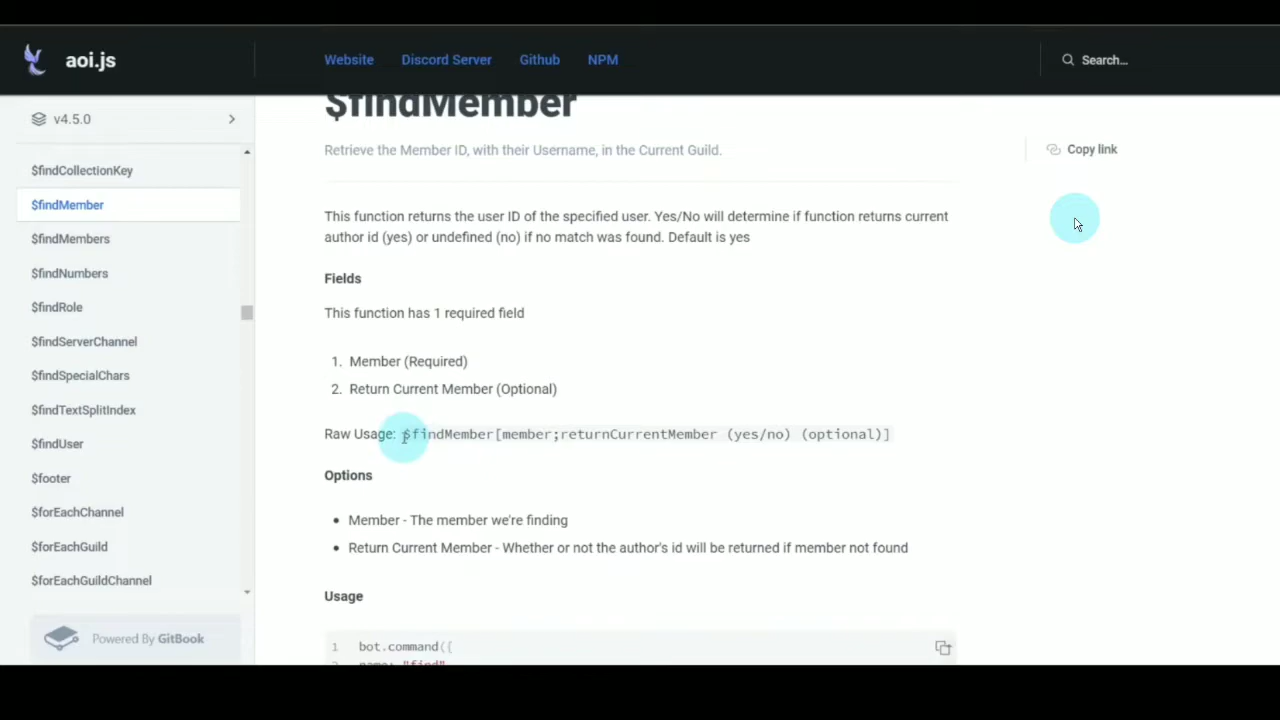 aoi.js
Website
Discord Server
Github
NPM
Search...
v4.5.0
$findCollectionKey
$findMember
$findMembers
$findNumbers
$findRole
$findServerChannel
$findSpecialChars
$findTextSplitIndex
$findUser
$footer
$forEachChannel
$forEachGuild
$forEachGuildChannel
Powered By GitBook
$findMember
Retrieve the Member ID, with their Username, in the Current Guild.
Copy link
This function returns the user ID of the specified user. Yes/No will determine if function returns current
author id (yes) or undefined (no) if no match was found. Default is yes
Fields
This function has 1 required field
1. Member (Required)
2. Return Current Member (Optional)
Raw Usage: $findMember[member;returnCurrentMember (yes/no) (optional)]
Options
• Member - The member we're finding
• Return Current Member - Whether or not the author's id will be returned if member not found
Usage
1 bot.command({
2 name: "find"